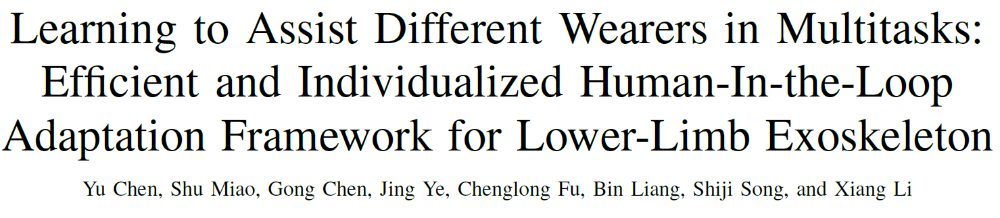 Learning to Assist Different Wearers in Multitasks:
Efficient and Individualized Human-In-the-Loop
Adaptation Framework for Lower-Limb Exoskeleton
Yu Chen, Shu Miao, Gong Chen, Jing Ye, Chenglong Fu, Bin Liang, Shiji Song, and Xiang Li